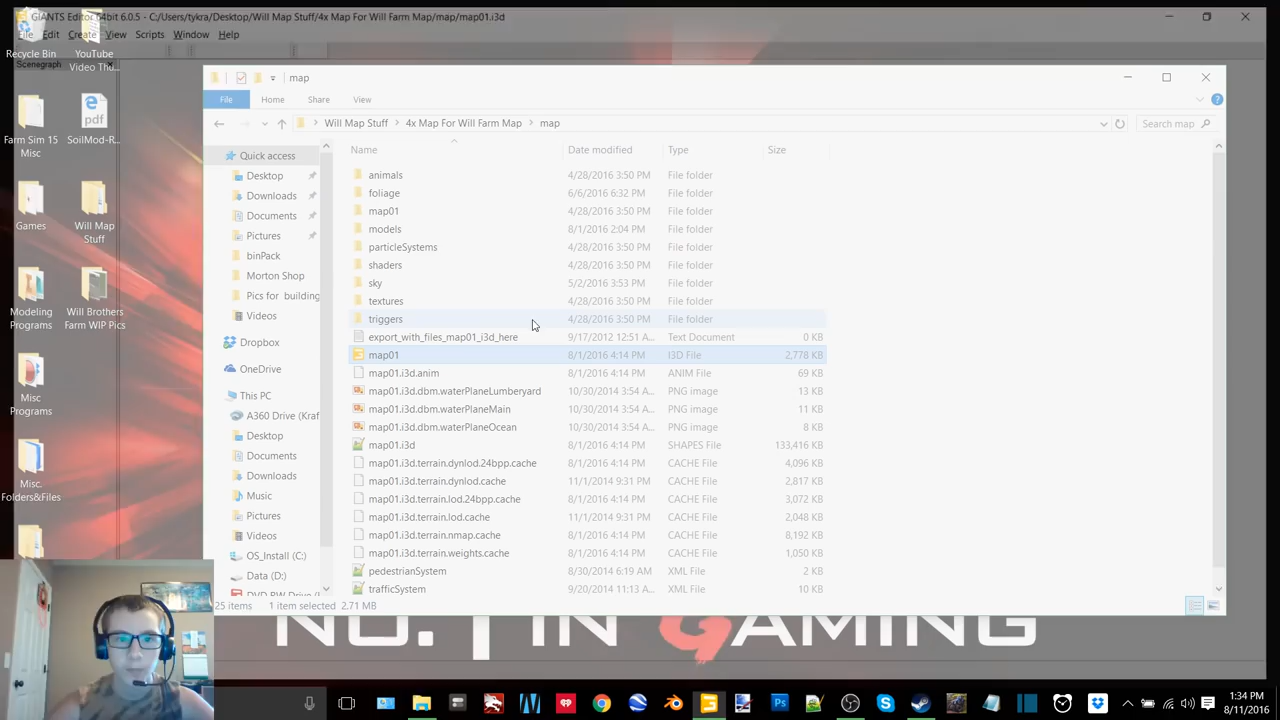 GIANTS Editor 64bit 6.0.5 - C:/Users/tykra/Desktop/Will Map Stuff/4x Map For Will Farm Map/map/map01.i3d
File Edit Create View Scripts Window Help
Scenegraph
Recycle Bin
YouTube
Video Thu...
Farm Sim 15
Misc
SoilMod-R...
Games
Will Map
Stuff
Modeling
Programs
Will Brothers
Farm WIP Pics
Misc
Programs
Misc.
Folders&Files
map
File Home Share View
Will Map Stuff > 4x Map For Will Farm Map > map
Search map
Quick access
Desktop
Downloads
Documents
Pictures
binPack
Morton Shop
Pics for building
Videos
Dropbox
OneDrive
This PC
A360 Drive (Kraf
Desktop
Documents
Downloads
Music
Pictures
Videos
OS_Install (C:)
Data (D:)
DVD RW Drive (
Name Date modified Type Size
animals 4/28/2016 3:50 PM File folder
foliage 6/6/2016 6:32 PM File folder
map01 4/28/2016 3:50 PM File folder
models 8/1/2016 2:04 PM File folder
particleSystems 4/28/2016 3:50 PM File folder
shaders 4/28/2016 3:50 PM File folder
sky 5/2/2016 3:53 PM File folder
textures 4/28/2016 3:50 PM File folder
triggers 4/28/2016 3:50 PM File folder
export_with_files_map01_i3d_here 9/17/2012 12:51 A... Text Document 0 KB
map01 8/1/2016 4:14 PM I3D File 2,778 KB
map01.i3d.anim 8/1/2016 4:14 PM ANIM File 69 KB
map01.i3d.dbm.waterPlaneLumberyard 10/30/2014 3:54 A... PNG image 13 KB
map01.i3d.dbm.waterPlaneMain 10/30/2014 3:54 A... PNG image 11 KB
map01.i3d.dbm.waterPlaneOcean 10/30/2014 3:54 A... PNG image 8 KB
map01.i3d 8/1/2016 4:14 PM SHAPES File 133,416 KB
map01.i3d.terrain.dynlod.24bpp.cache 8/1/2016 4:14 PM CACHE File 4,096 KB
map01.i3d.terrain.dynlod.cache 11/1/2014 9:31 PM CACHE File 2,817 KB
map01.i3d.terrain.lod.24bpp.cache 8/1/2016 4:14 PM CACHE File 3,072 KB
map01.i3d.terrain.lod.cache 11/1/2014 9:31 PM CACHE File 2,048 KB
map01.i3d.terrain.nmap.cache 8/1/2016 4:14 PM CACHE File 8,192 KB
map01.i3d.terrain.weights.cache 8/1/2016 4:14 PM CACHE File 1,050 KB
pedestrianSystem 8/30/2014 6:19 AM XML File 2 KB
trafficSystem 9/20/2014 11:13 A... XML File 10 KB
25 items 1 item selected 2.71 MB
NO.1 IN GAMING
1:34 PM
8/11/2016